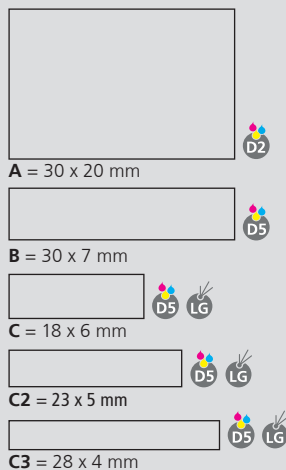 D2
A = 30 x 20 mm
D5
B = 30 x 7 mm
D5 LG
C = 18 x 6 mm
D5 LG
C2 = 23 x 5 mm
D5 LG
C3 = 28 x 4 mm